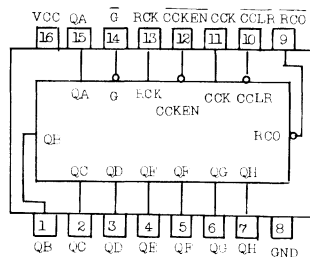 VCC QA G RCK CCKEN CCK CCLR RCO
16 15 14 13 12 11 10 9
QA G RCK CCK CCLR
CCKEN
QB RCO
QC QD QE QF QG QH
1 2 3 4 5 6 7 8
QB QC QD QE QF QG QH GND